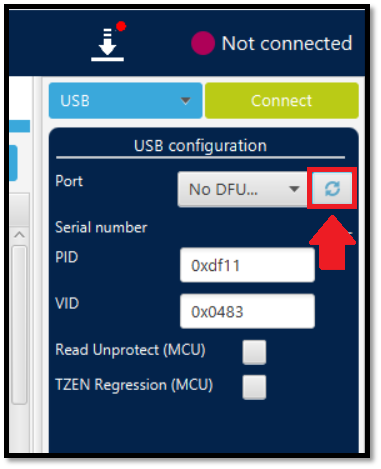 Not connected
USB
Connect
USB configuration
Port
No DFU...
Serial number
PID
0xdf11
VID
0x0483
Read Unprotect (MCU)
TZEN Regression (MCU)